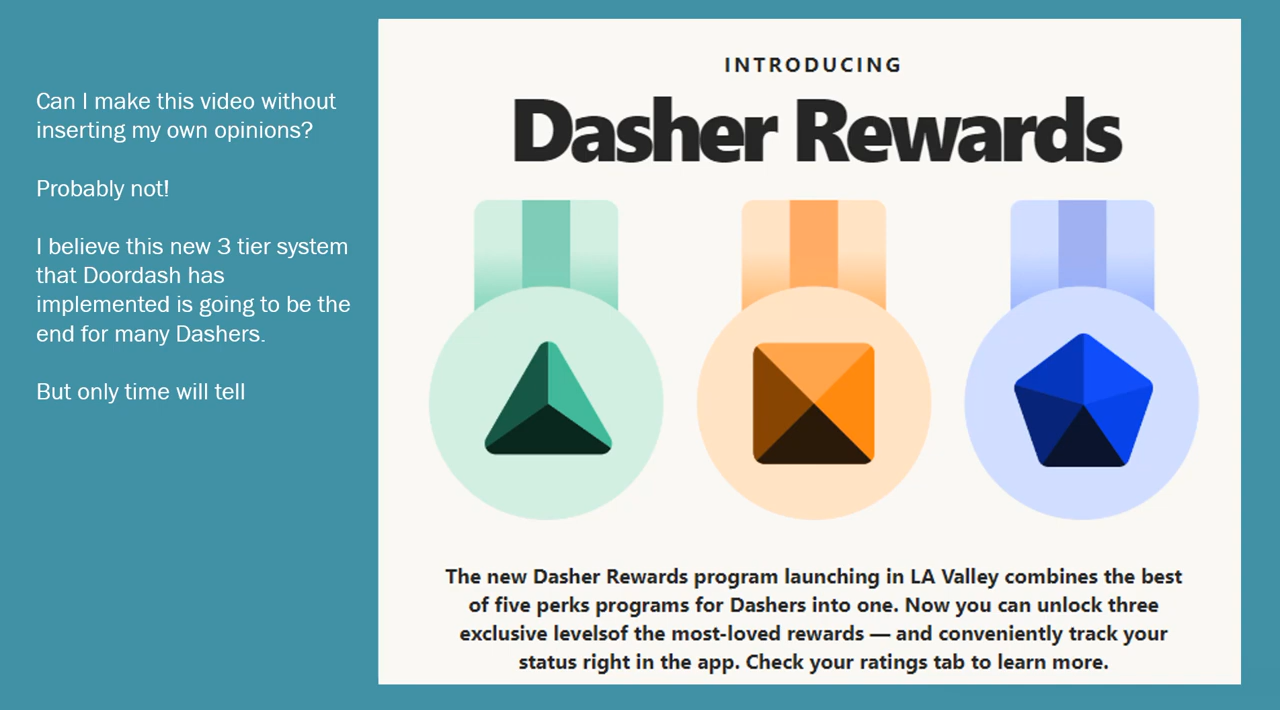 Can I make this video without
inserting my own opinions?
Probably not!
I believe this new 3 tier system
that Doordash has
implemented is going to be the
end for many Dashers.
But only time will tell
INTRODUCING
Dasher Rewards
The new Dasher Rewards program launching in LA Valley combines the best
of five perks programs for Dashers into one. Now you can unlock three
exclusive levelsof the most-loved rewards — and conveniently track your
status right in the app. Check your ratings tab to learn more.